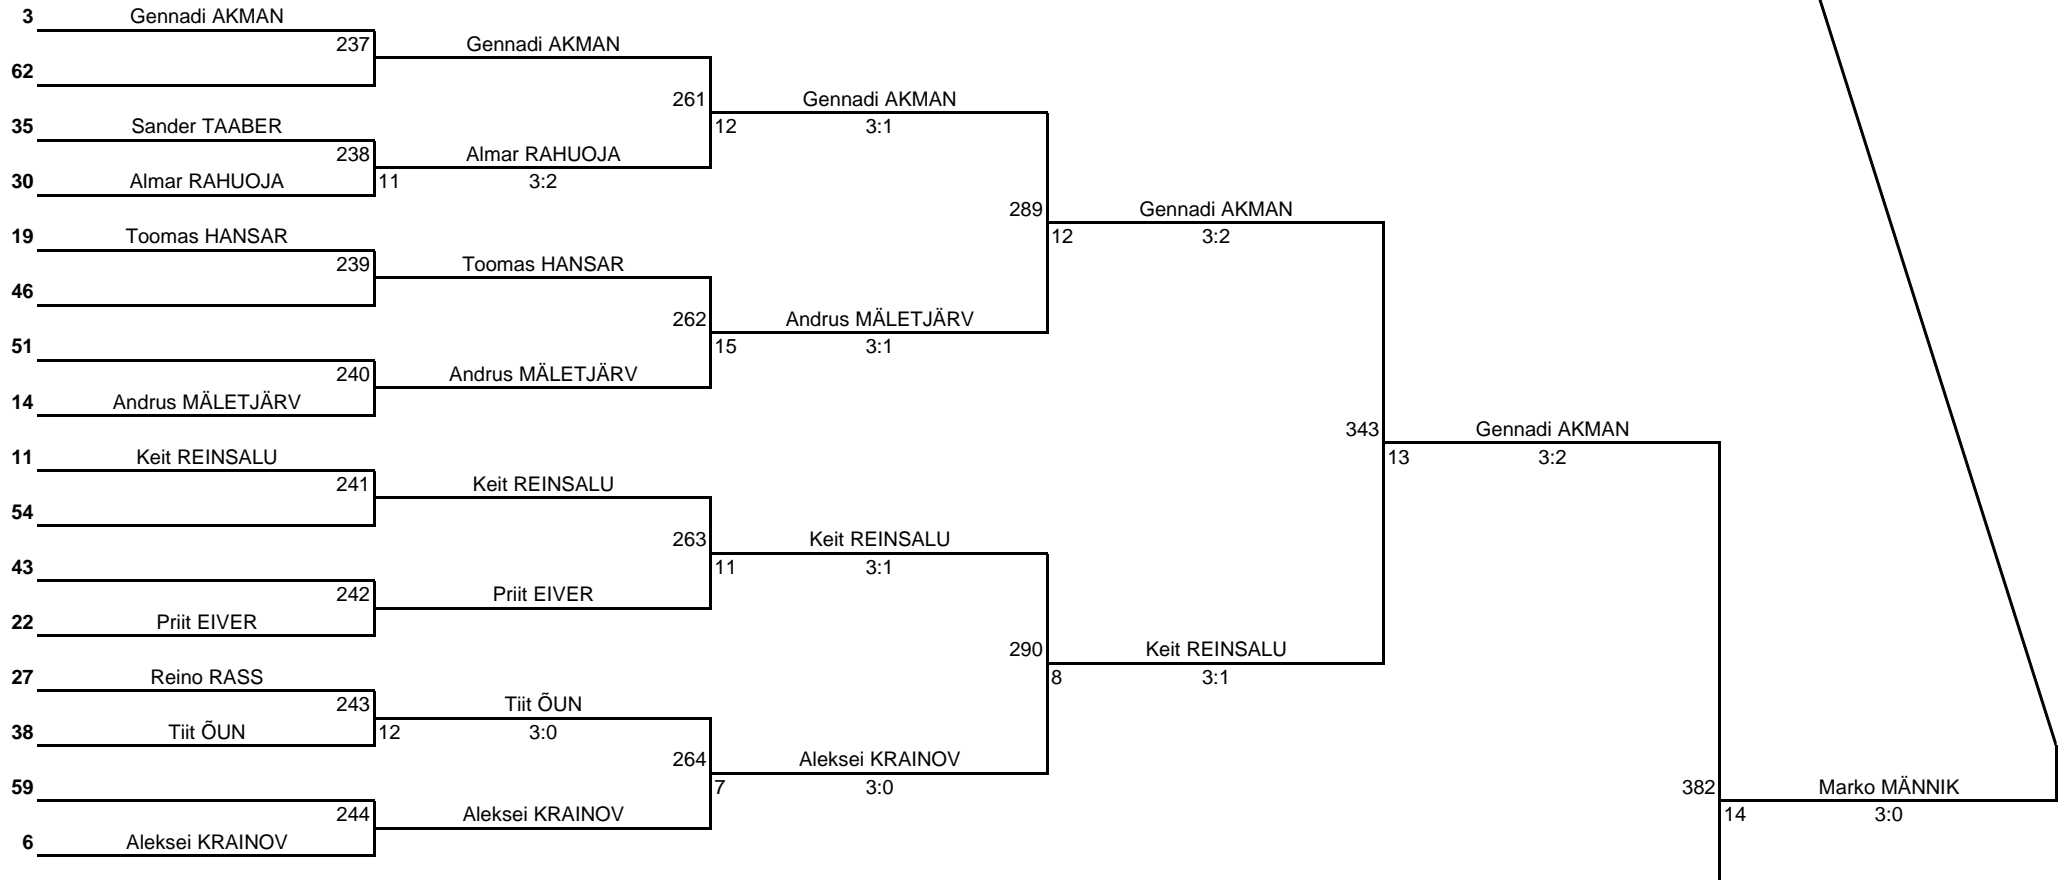 3 Gennadi AKMAN
237 Gennadi AKMAN
62
261 Gennadi AKMAN
35 Sander TAABER
12 3:1
238 Almar RAHUOJA
30 Almar RAHUOJA
11 3:2
289 Gennadi AKMAN
19 Toomas HANSAR
12 3:2
239 Toomas HANSAR
46
262 Andrus MÄLETJÄRV
51
15 3:1
240 Andrus MÄLETJÄRV
14 Andrus MÄLETJÄRV
343 Gennadi AKMAN
11 Keit REINSALU
13 3:2
241 Keit REINSALU
54
263 Keit REINSALU
43
11 3:1
242 Priit EIVER
22 Priit EIVER
290 Keit REINSALU
27 Reino RASS
8 3:1
243 Tiit ÕUN
38 Tiit ÕUN
12 3:0
264 Aleksei KRAINOV
59
7 3:0
382 Marko MÄNNIK
244 Aleksei KRAINOV
14 3:0
6 Aleksei KRAINOV